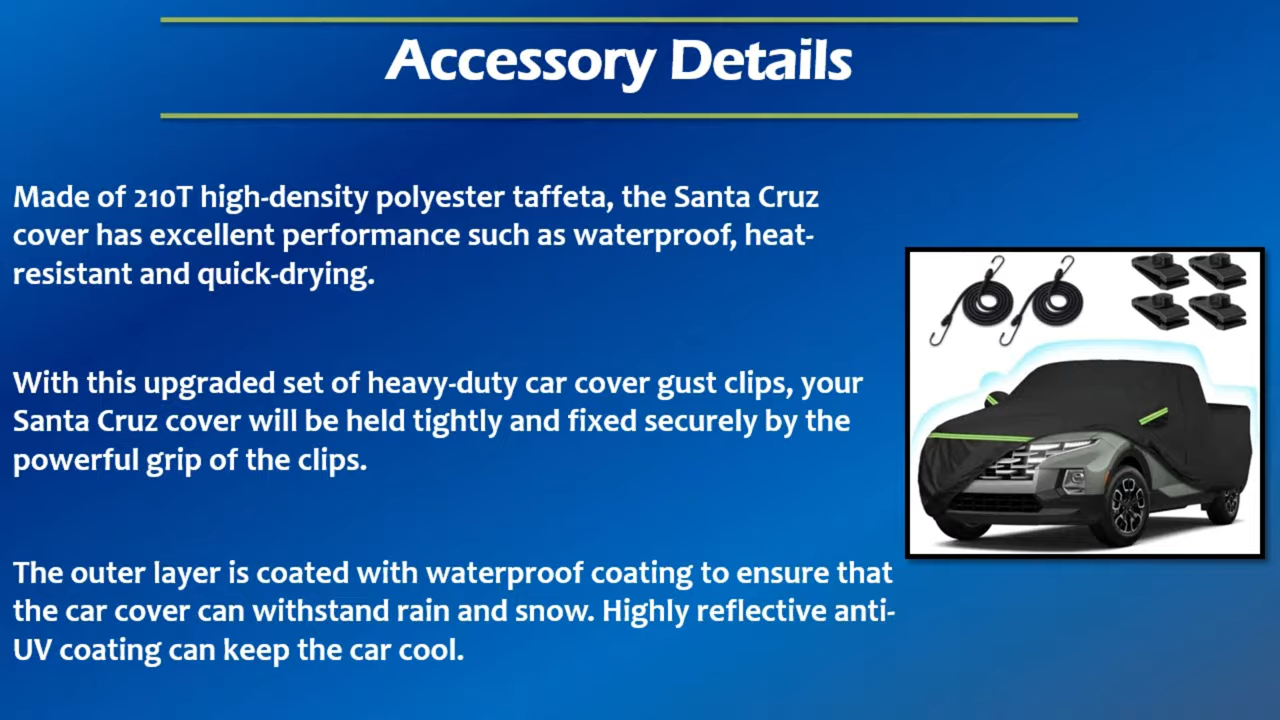 Accessory Details
Made of 210T high-density polyester taffeta, the Santa Cruz
cover has excellent performance such as waterproof, heat-
resistant and quick-drying.
With this upgraded set of heavy-duty car cover gust clips, your
Santa Cruz cover will be held tightly and fixed securely by the
powerful grip of the clips.
The outer layer is coated with waterproof coating to ensure that
the car cover can withstand rain and snow. Highly reflective anti-
UV coating can keep the car cool.